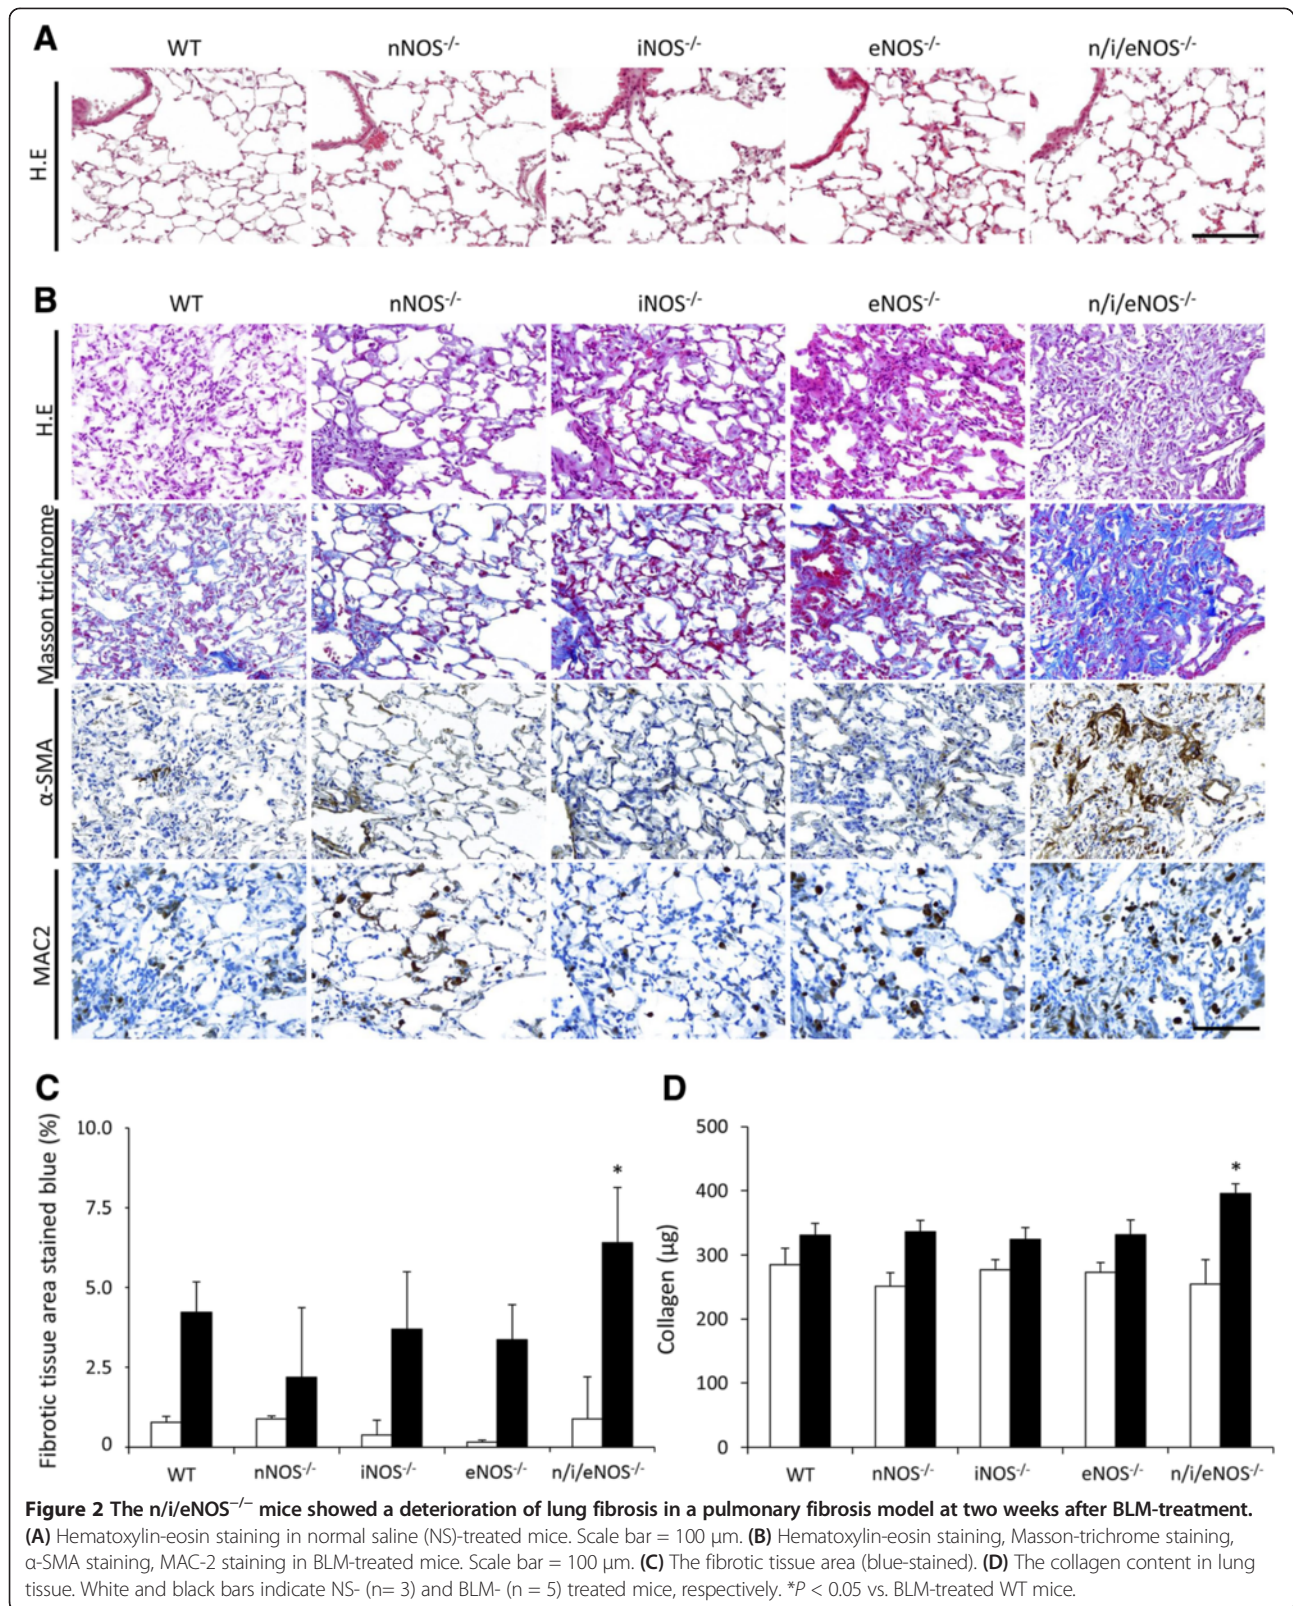 A
WT nNOS-/- iNOS-/- eNOS-/- n/i/eNOS-/-
H.E
B
WT nNOS-/- iNOS-/- eNOS-/- n/i/eNOS-/-
H.E
Masson trichrome
α-SMA
MAC2
C
Fibrotic tissue area stained blue (%)
10.0
7.5
5.0
2.5
0
*
WT nNOS-/- iNOS-/- eNOS-/- n/i/eNOS-/-
D
Collagen (µg)
500
400
300
200
100
0
*
WT nNOS-/- iNOS-/- eNOS-/- n/i/eNOS-/-
Figure 2 The n/i/eNOS−/− mice showed a deterioration of lung fibrosis in a pulmonary fibrosis model at two weeks after BLM-treatment.
(A) Hematoxylin-eosin staining in normal saline (NS)-treated mice. Scale bar = 100 µm. (B) Hematoxylin-eosin staining, Masson-trichrome staining,
α-SMA staining, MAC-2 staining in BLM-treated mice. Scale bar = 100 µm. (C) The fibrotic tissue area (blue-stained). (D) The collagen content in lung
tissue. White and black bars indicate NS- (n= 3) and BLM- (n = 5) treated mice, respectively. *P < 0.05 vs. BLM-treated WT mice.